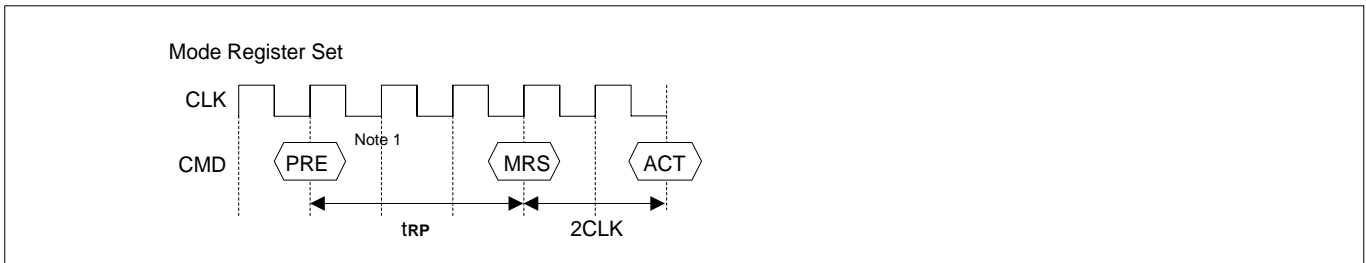 Mode Register Set
CLK
Note 1
CMD PRE MRS ACT
tRP 2CLK